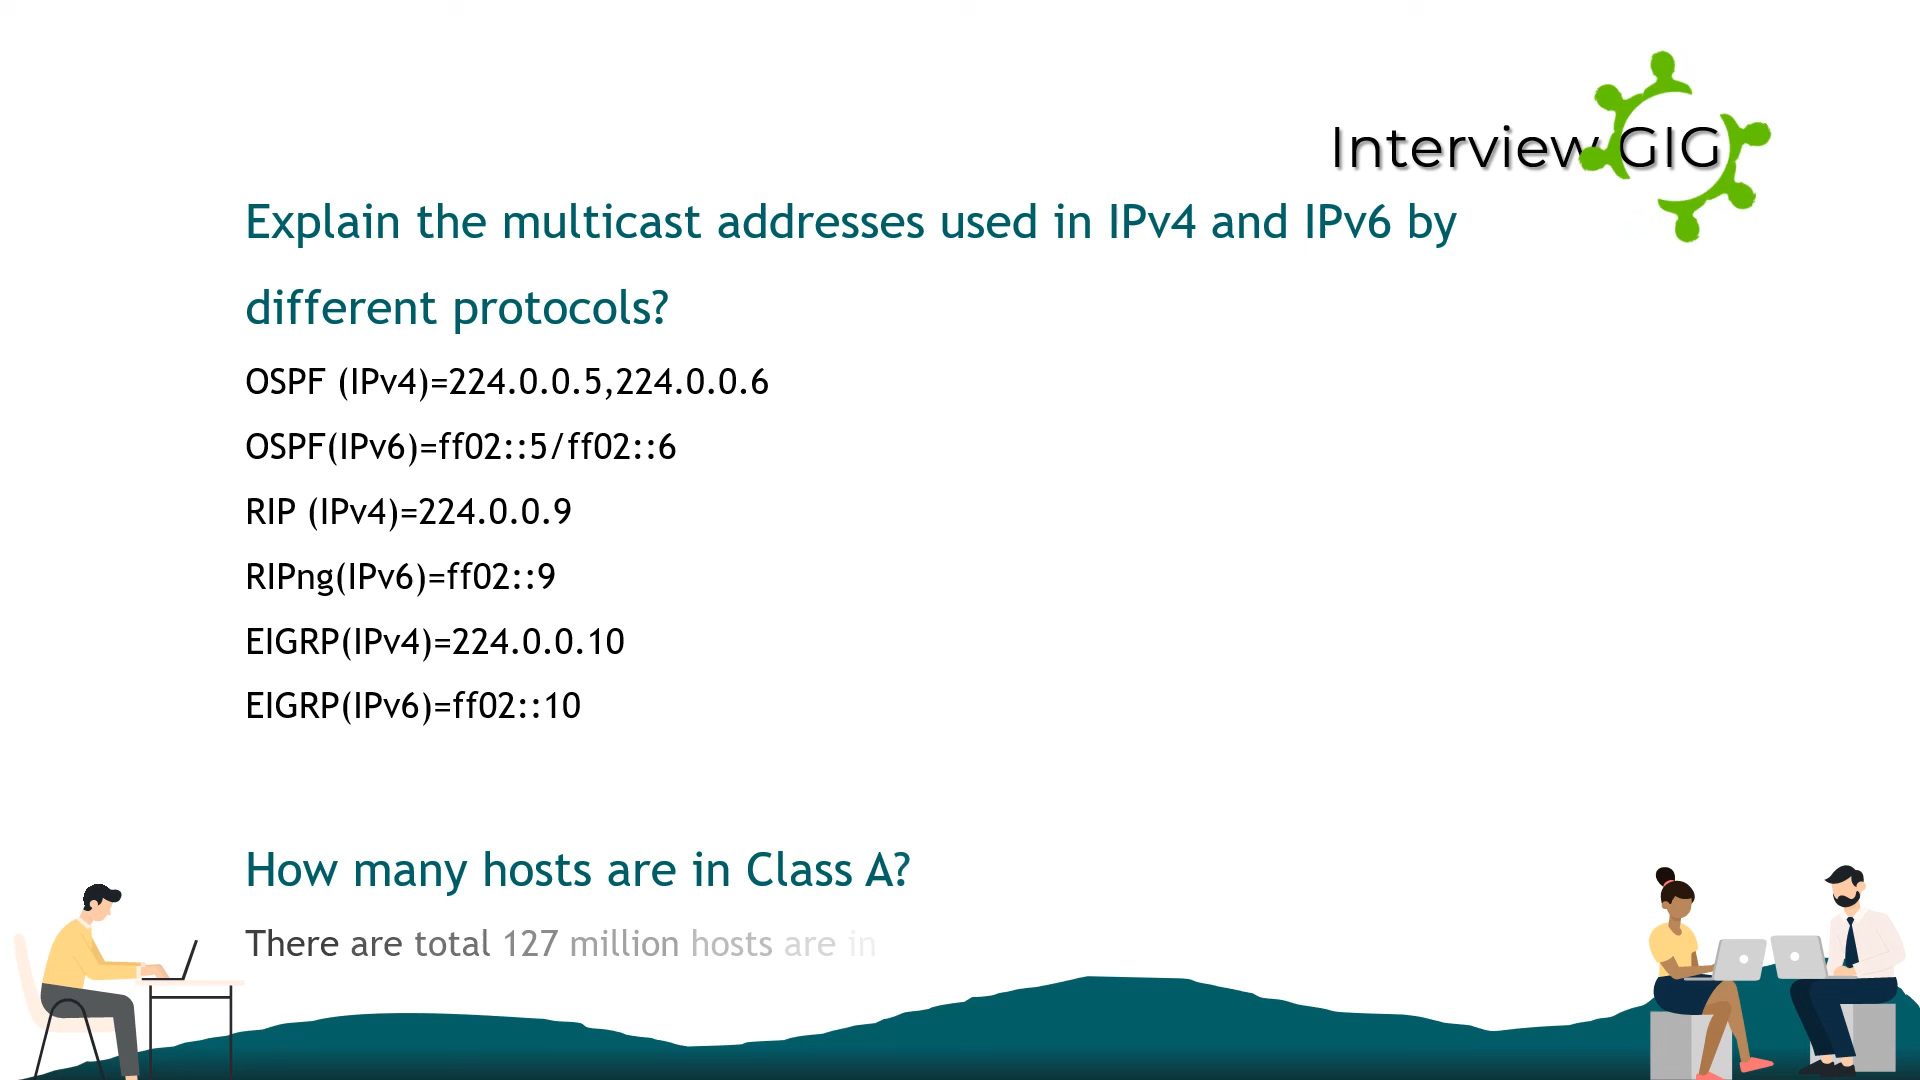 Interview GIG
Explain the multicast addresses used in IPv4 and IPv6 by
different protocols?
OSPF (IPv4)=224.0.0.5,224.0.0.6
OSPF(IPv6)=ff02::5/ff02::6
RIP (IPv4)=224.0.0.9
RIPng(IPv6)=ff02::9
EIGRP(IPv4)=224.0.0.10
EIGRP(IPv6)=ff02::10
How many hosts are in Class A?
There are total 127 million hosts are in